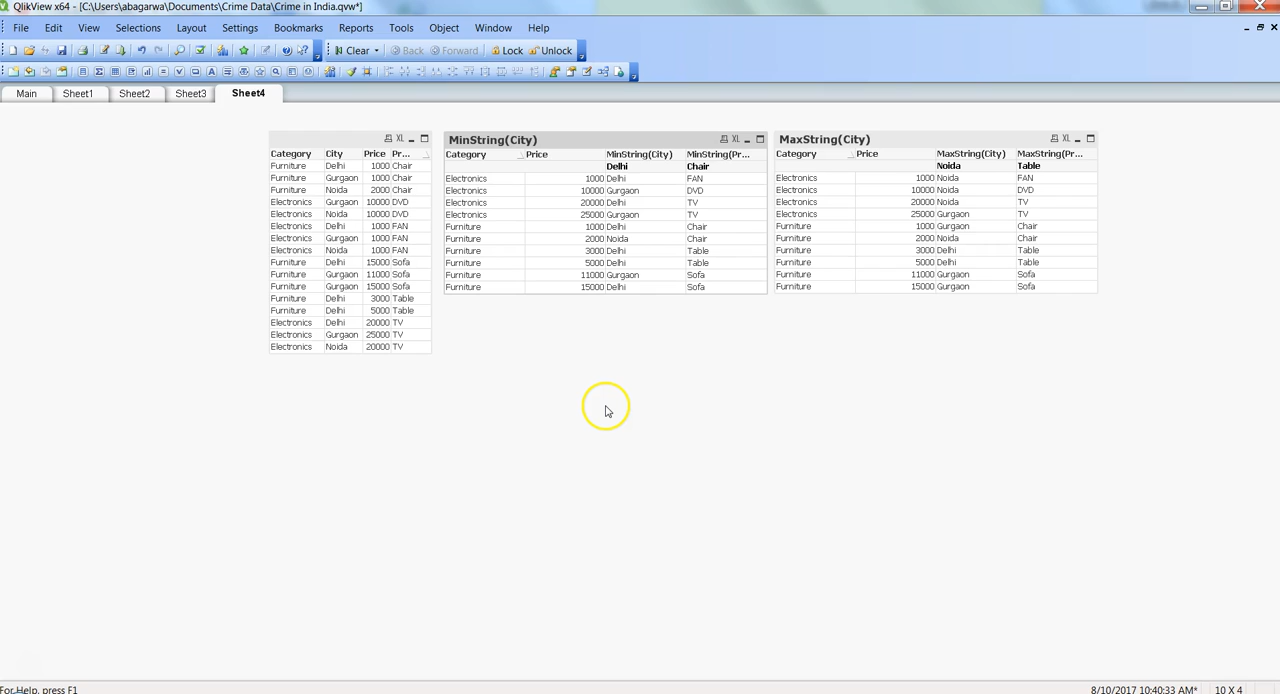 QlikView x64 - [C:\Users\abagarwa\Documents\Crime Data\Crime in India.qvw*]
File Edit View Selections Layout Settings Bookmarks Reports Tools Object Window Help
Clear Back Forward Lock Unlock
Main Sheet1 Sheet2 Sheet3 Sheet4
XL
Category City Price Pr...
Furniture Delhi 1000 Chair
Furniture Gurgaon 1000 Chair
Furniture Noida 2000 Chair
Electronics Gurgaon 10000 DVD
Electronics Noida 10000 DVD
Electronics Delhi 1000 FAN
Electronics Gurgaon 1000 FAN
Electronics Noida 1000 FAN
Furniture Delhi 15000 Sofa
Furniture Gurgaon 11000 Sofa
Furniture Gurgaon 15000 Sofa
Furniture Delhi 3000 Table
Furniture Delhi 5000 Table
Electronics Delhi 20000 TV
Electronics Gurgaon 25000 TV
Electronics Noida 20000 TV
MinString(City) XL
Category Price MinString(City) MinString(Pr...
Delhi Chair
Electronics 1000 Delhi FAN
Electronics 10000 Gurgaon DVD
Electronics 20000 Delhi TV
Electronics 25000 Gurgaon TV
Furniture 1000 Delhi Chair
Furniture 2000 Noida Chair
Furniture 3000 Delhi Table
Furniture 5000 Delhi Table
Furniture 11000 Gurgaon Sofa
Furniture 15000 Delhi Sofa
MaxString(City) XL
Category Price MaxString(City) MaxString(Pr...
Noida Table
Electronics 1000 Noida FAN
Electronics 10000 Noida DVD
Electronics 20000 Noida TV
Electronics 25000 Gurgaon TV
Furniture 1000 Gurgaon Chair
Furniture 2000 Noida Chair
Furniture 3000 Delhi Table
Furniture 5000 Delhi Table
Furniture 11000 Gurgaon Sofa
Furniture 15000 Gurgaon Sofa
For Help, press F1 8/10/2017 10:40:33 AM* 10 X 4